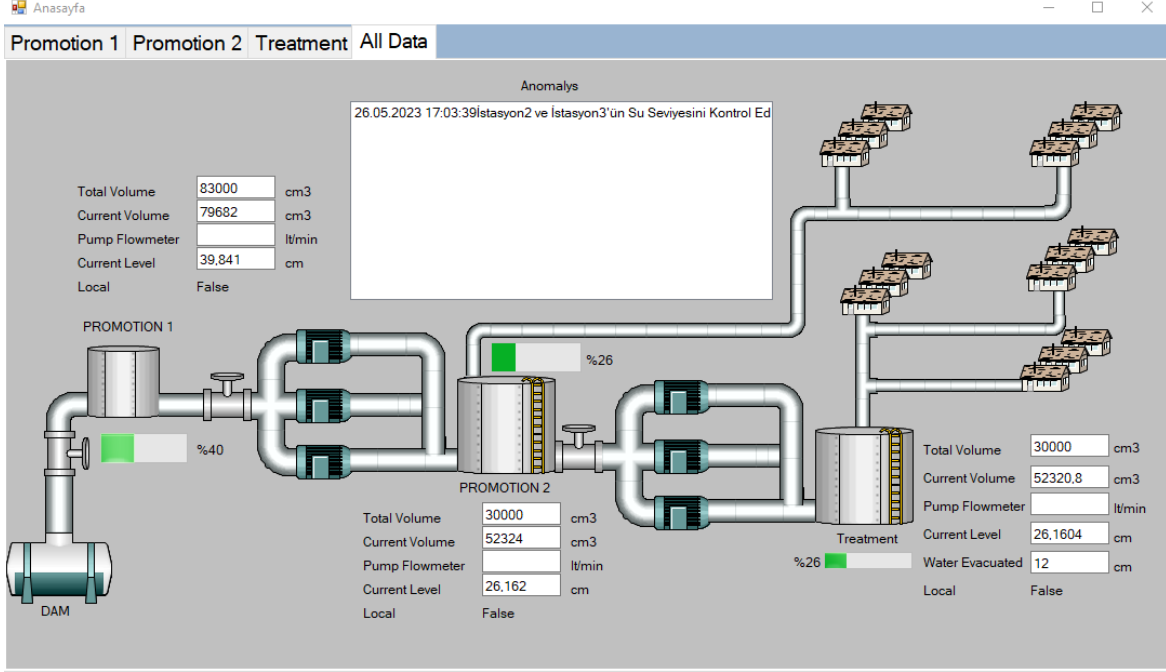 Anasayfa
Promotion 1 Promotion 2 Treatment All Data
Anomalys
26.05.2023 17:03:39İstasyon2 ve İstasyon3'ün Su Seviyesini Kontrol Ed
Total Volume 83000 cm3
Current Volume 79682 cm3
Pump Flowmeter lt/min
Current Level 39,841 cm
Local False
PROMOTION 1
%40
DAM
%26
PROMOTION 2
Total Volume 30000 cm3
Current Volume 52324 cm3
Pump Flowmeter lt/min
Current Level 26,162 cm
Local False
Treatment
%26
Total Volume 30000 cm3
Current Volume 52320,8 cm3
Pump Flowmeter lt/min
Current Level 26,1604 cm
Water Evacuated 12 cm
Local False